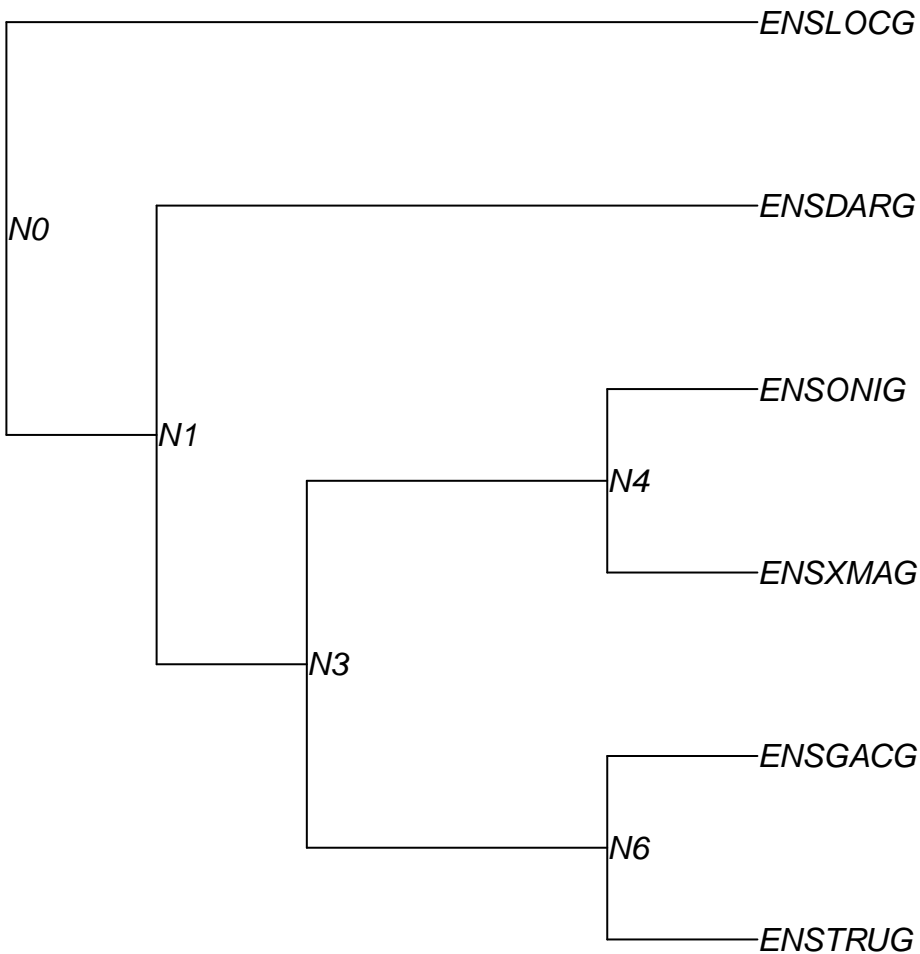 ENSLOCG
ENSDARG
N0
ENSONIG
N1
N4
ENSXMAG
N3
ENSGACG
N6
ENSTRUG